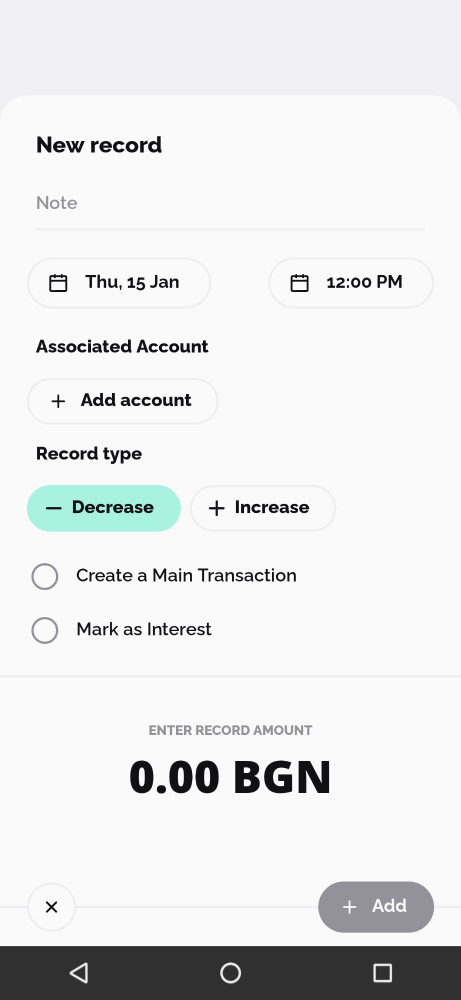 New record
Note
Thu, 15 Jan
12:00 PM
Associated Account
Add account
Record type
Decrease
Increase
Create a Main Transaction
Mark as Interest
ENTER RECORD AMOUNT
0.00 BGN
Add